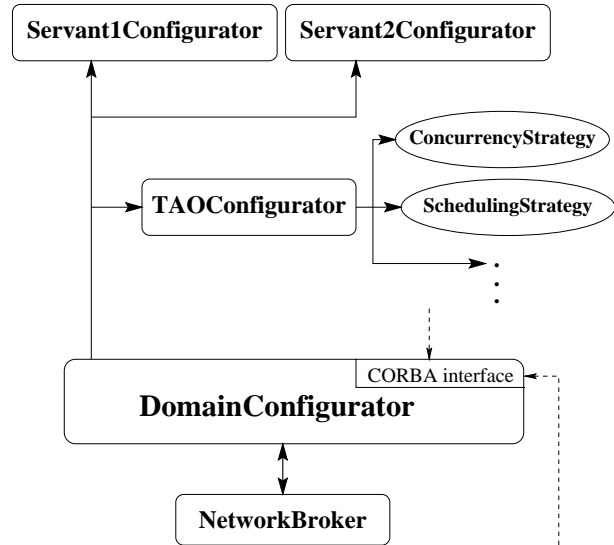 Servant1Configurator
Servant2Configurator
ConcurrencyStrategy
TAOConfigurator
SchedulingStrategy
CORBA interface
DomainConfigurator
NetworkBroker